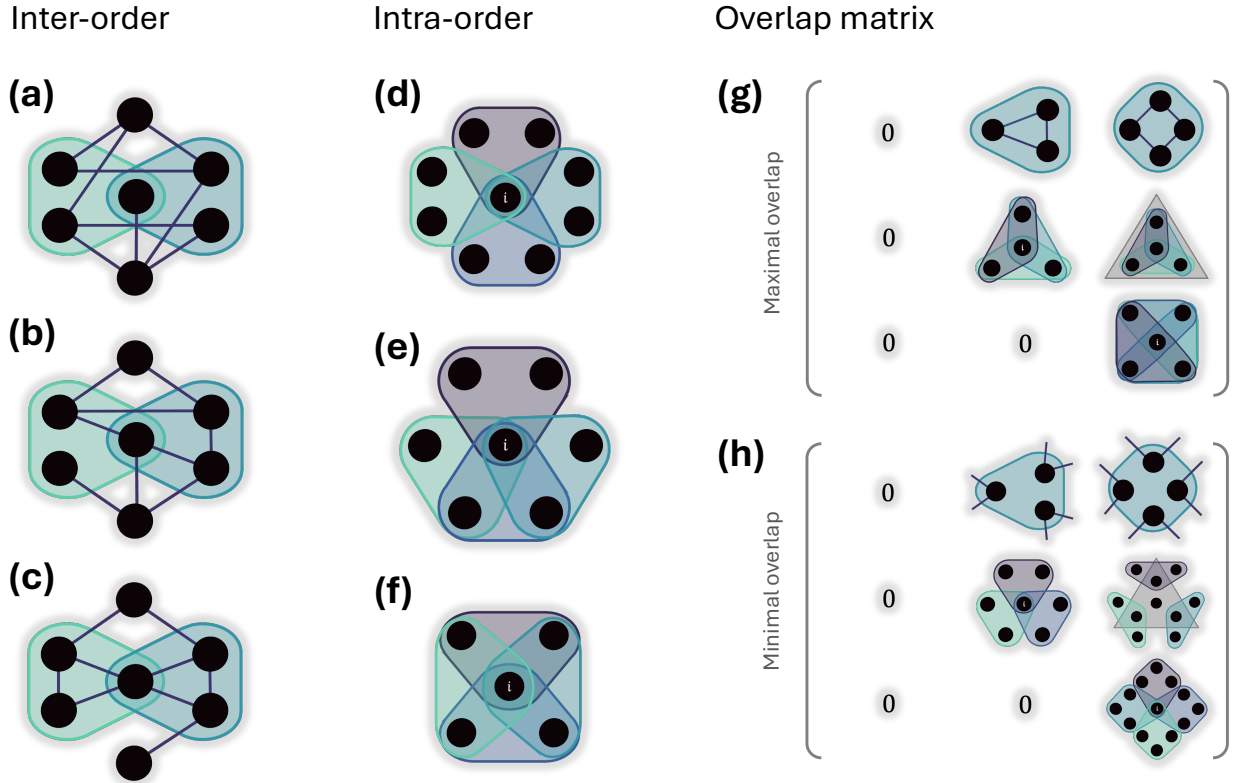 Inter-order
Intra-order
Overlap matrix
(a)
(d)
(g)
Maximal overlap
0
i
0
i
0
0
i
(b)
(e)
i
(h)
Minimal overlap
0
0
i
0
0
i
(c)
(f)
i